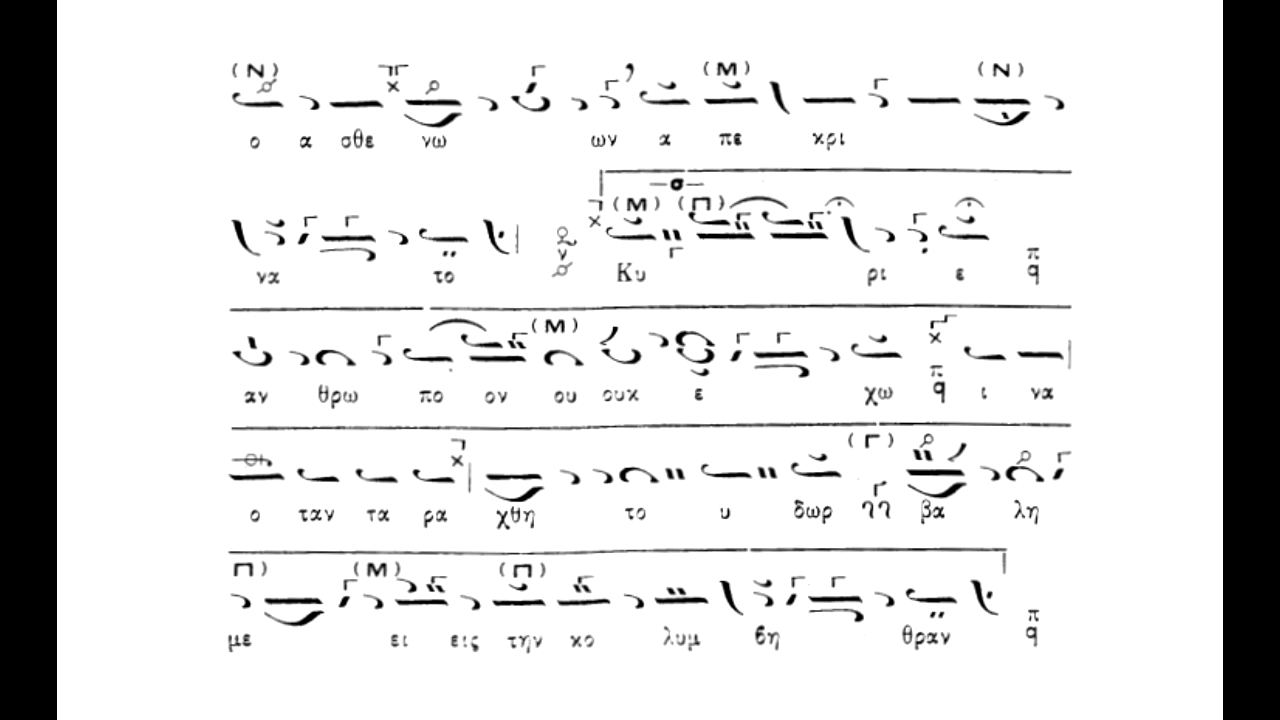 (Ν) (Μ) (Ν)
ο α σθε νω ων α πε κρι
(Μ) (Π)
να το Κυ ρι ε π q
(Μ)
αν θρω πο ον ου ουκ ε χω π q ι να
(Γ)
ο ταν τα ρα χθη το υ δωρ βα λη
Π) (Μ) (Π)
με ει εις την κο λυμ βη θραν π q